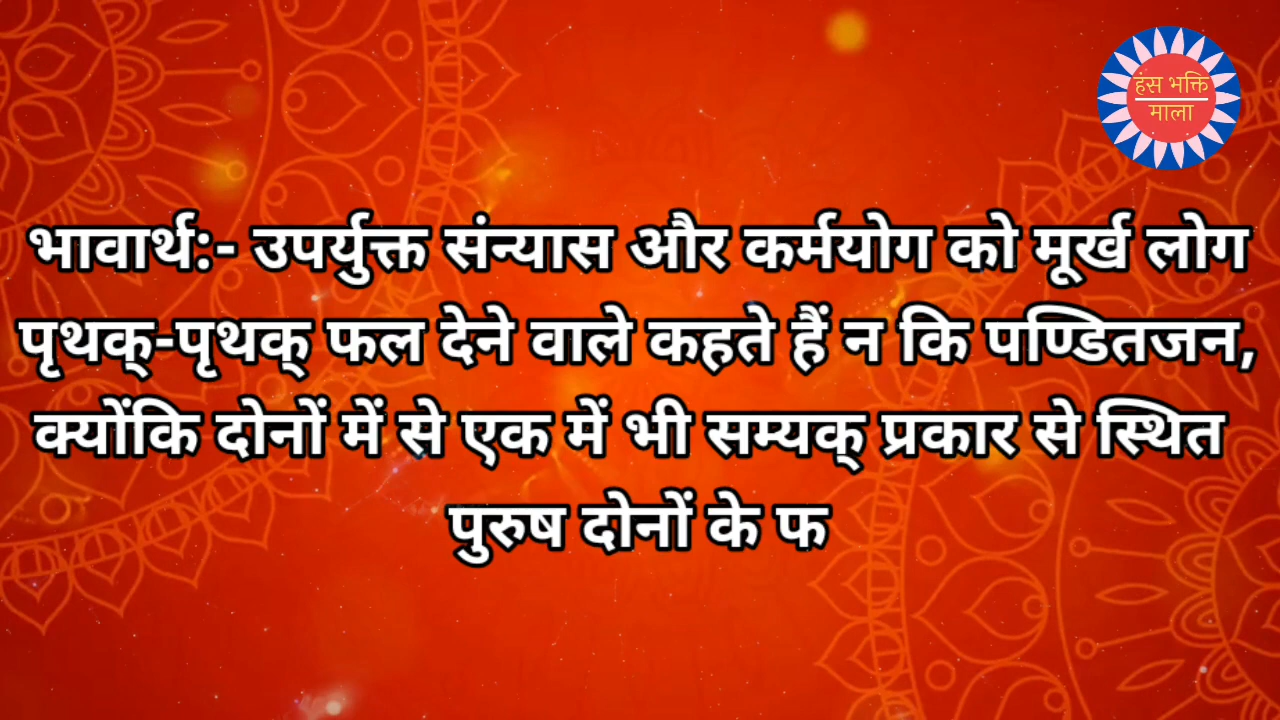 हंस भक्ति
माला
भावार्थ:- उपर्युक्त संन्यास और कर्मयोग को मूर्ख लोग
पृथक्-पृथक् फल देने वाले कहते हैं न कि पण्डितजन,
क्योंकि दोनों में से एक में भी सम्यक् प्रकार से स्थित
पुरुष दोनों के फ